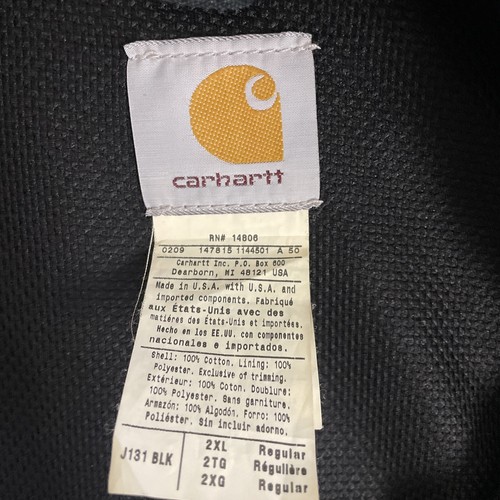 carhartt
RN# 14806
0209 147815 1144501 A 50
Carhartt Inc. P.O. Box 600
Dearborn, MI 48121 USA
Made in U.S.A. with U.S. and
imported components. Fabriqué
aux États-Unis avec des
matiéres des États-Unis et importées.
Hecho en los EE.UU. con componentes
nacionales e importados.
Shell: 100% Cotton. Lining: 100%
Polyester. Exclusive of trimming.
Extérieur: 100% Coton. Doublure:
100% Polyester. Sans garniture.
Armazón: 100% Algodón. Forro: 100%
Poliéster. Sin incluir adorno.
J131 BLK
2XL Regular
2TG Régulière
2XG Regular